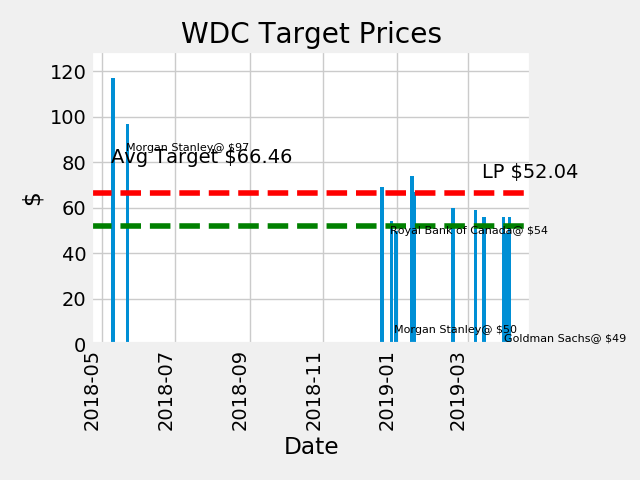 WDC Target Prices
120
100
80
60
40
20
0
$
Morgan Stanley@ $97
Avg Target $66.46
LP $52.04
Royal Bank of Canada@ $54
Morgan Stanley@ $50
Goldman Sachs@ $49
2018-05
2018-07
2018-09
2018-11
2019-01
2019-03
Date